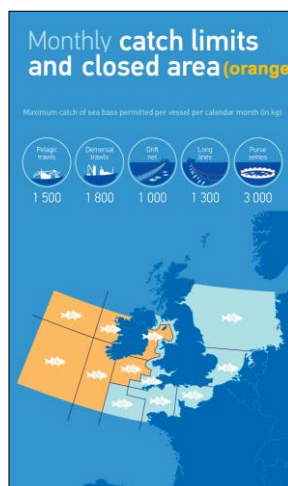 Monthly catch limits
and closed area (orange
Maximum catch of sea bass permitted per vessel per calendar month (in kg)
Pelagic trawls
Demersal trawls
Drift net
Long lines
Purse seines
1 500
1 800
1 000
1 300
3 000